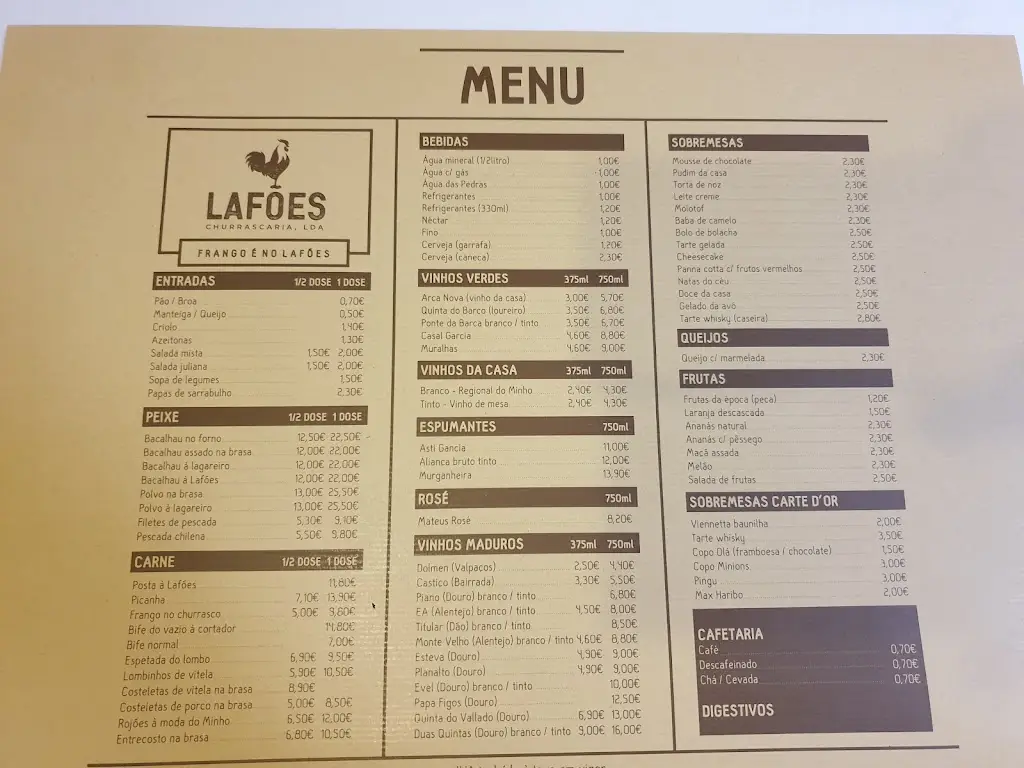 MENU
LAFÕES
CHURRASCARIA, LDA
FRANGO É NO LAFÕES
ENTRADAS 1/2 DOSE 1 DOSE
Pão / Broa 0,70€
Manteiga / Queijo 0,50€
Criolo 1,40€
Azeitonas 1,30€
Salada mista 1,50€ 2,00€
Salada juliana 1,50€ 2,00€
Sopa de legumes 1,50€
Papas de sarrabulho 2,30€
PEIXE 1/2 DOSE 1 DOSE
Bacalhau no forno 12,50€ 22,50€
Bacalhau assado na brasa 12,00€ 22,00€
Bacalhau à lagareiro 12,00€ 22,00€
Bacalhau à Lafões 12,00€ 22,00€
Polvo na brasa 13,00€ 25,50€
Polvo à lagareiro 13,00€ 25,50€
Filetes de pescada 5,30€ 9,10€
Pescada chilena 5,50€ 9,80€
CARNE 1/2 DOSE 1 DOSE
Posta à Lafões 11,80€
Picanha 7,10€ 13,90€
Frango no churrasco 5,00€ 9,80€
Bife do vazio à cortador 14,80€
Bife normal 7,00€
Espetada do lombo 6,90€ 9,50€
Lombinhos de vitela 5,90€ 10,50€
Costeletas de vitela na brasa 8,90€
Costeletas de porco na brasa 5,00€ 8,50€
Rojões à moda do Minho 6,50€ 12,00€
Entrecosto na brasa 6,80€ 10,50€
BEBIDAS
Água mineral (1/2litro) 1,00€
Água c/ gás 1,00€
Água das Pedras 1,00€
Refrigerantes 1,00€
Refrigerantes (330ml) 1,20€
Néctar 1,20€
Fino 1,00€
Cerveja (garrafa) 1,20€
Cerveja (caneca) 2,30€
VINHOS VERDES 375ml 750ml
Arca Nova (vinho da casa) 3,00€ 5,70€
Quinta do Barco (loureiro) 3,50€ 6,80€
Ponte da Barca branco / tinto 3,50€ 6,70€
Casal Garcia 4,60€ 8,80€
Muralhas 4,60€ 9,00€
VINHOS DA CASA 375ml 750ml
Branco - Regional do Minho 2,40€ 4,30€
Tinto - Vinho de mesa 2,40€ 4,30€
ESPUMANTES 750ml
Asti Gancia 11,00€
Aliança bruto tinto 12,00€
Murganheira 13,90€
ROSÉ 750ml
Mateus Rosé 8,20€
VINHOS MADUROS 375ml 750ml
Dolmen (Valpaços) 2,50€ 4,40€
Castiço (Bairrada) 3,30€ 5,50€
Piano (Douro) branco / tinto 6,80€
EA (Alentejo) branco / tinto 4,50€ 8,00€
Titular (Dão) branco / tinto 8,50€
Monte Velho (Alentejo) branco / tinto 4,60€ 8,80€
Esteva (Douro) 4,90€ 9,00€
Planalto (Douro) 4,90€ 9,00€
Evel (Douro) branco / tinto 10,00€
Papa Figos (Douro) 12,50€
Quinta do Vallado (Douro) 6,90€ 13,00€
Duas Quintas (Douro) branco / tinto 9,00€ 16,00€
SOBREMESAS
Mousse de chocolate 2,30€
Pudim da casa 2,30€
Torta de noz 2,30€
Leite creme 2,30€
Molotof 2,30€
Baba de camelo 2,30€
Bolo de bolacha 2,50€
Tarte gelada 2,50€
Cheesecake 2,50€
Panna cotta c/ frutos vermelhos 2,50€
Natas do céu 2,50€
Doce da casa 2,50€
Gelado da avó 2,50€
Tarte whisky (caseira) 2,80€
QUEIJOS
Queijo c/ marmelada 2,30€
FRUTAS
Frutas da época (peça) 1,20€
Laranja descascada 1,50€
Ananás natural 2,30€
Ananás c/ pêssego 2,30€
Maçã assada 2,30€
Melão 2,30€
Salada de frutas 2,50€
SOBREMESAS CARTE D'OR
Viennetta baunilha 2,00€
Tarte whisky 3,50€
Copo Olá (framboesa / chocolate) 1,50€
Copo Minions 3,00€
Pingu 3,00€
Max Haribo 2,00€
CAFETARIA
Café 0,70€
Descafeinado 0,70€
Chá / Cevada 0,70€
DIGESTIVOS